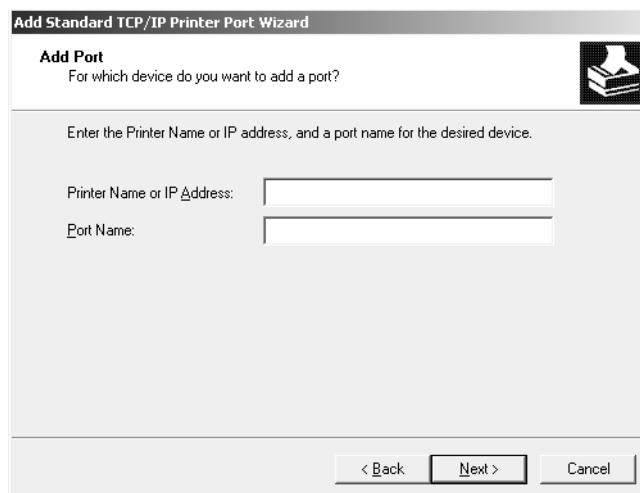 Add Standard TCP/IP Printer Port Wizard
Add Port
For which device do you want to add a port?
Enter the Printer Name or IP address, and a port name for the desired device.
Printer Name or IP Address:
Port Name:
< Back Next > Cancel